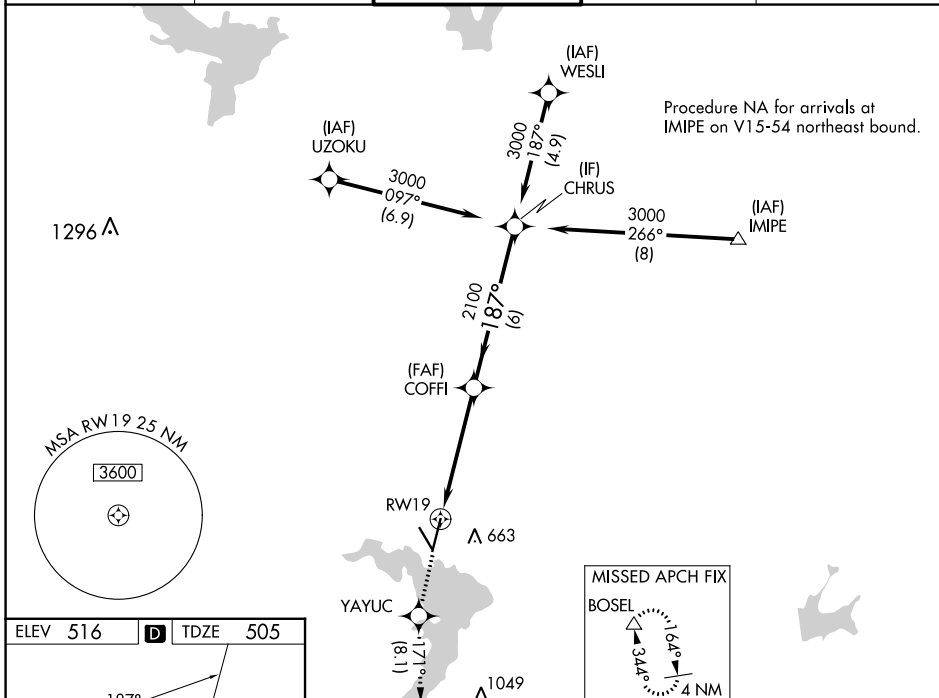 (IAF)
WESLI
Procedure NA for arrivals at
IMIPE on V15-54 northeast bound.
3000
187°
(4.9)
(IAF)
UZOKU
3000
097°
(6.9)
(IF)
CHRUS
(IAF)
IMIPE
3000
266°
(8)
1296
2100
187°
(6)
(FAF)
COFFI
MSA RW19 25 NM
3600
RW19
663
MISSED APCH FIX
BOSEL
164°
344°
4 NM
YAYUC
171°
(8.1)
1049
ELEV 516 D TDZE 505
187°